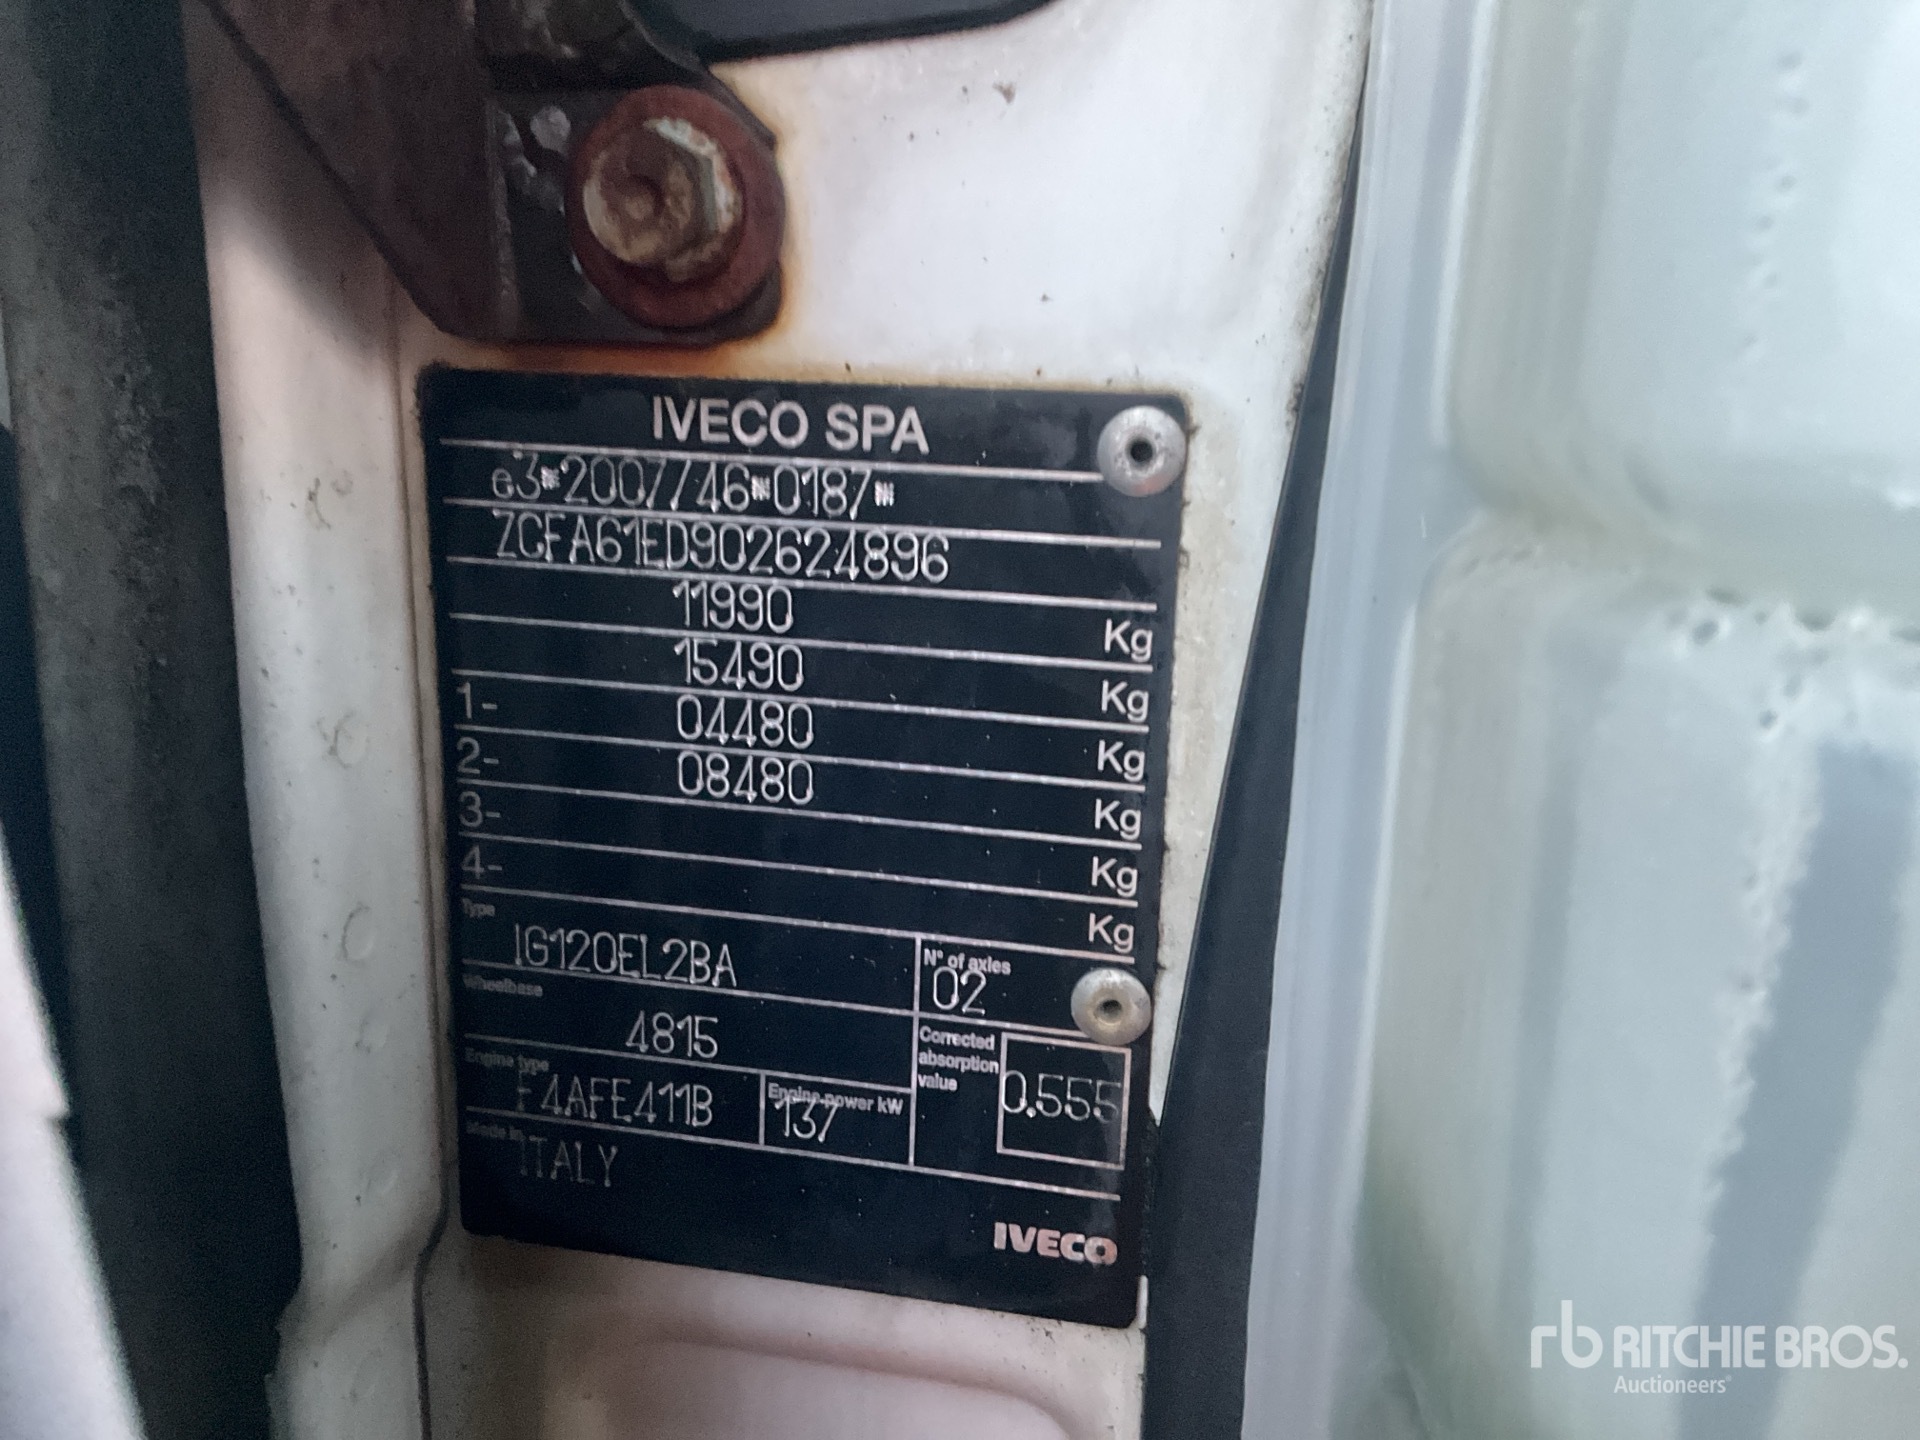 IVECO SPA
e3*2007/46*0187*
ZCFA61ED902624896
11990 Kg
15490 Kg
1- 04480 Kg
2- 08480 Kg
3- Kg
4- Kg
Type
IG120EL2BA
N° of axles
02
Wheelbase
4815
Corrected absorption value
0.555
Engine type
F4AFE411B
Engine power kW
137
Made in
ITALY
IVECO
rb RITCHIE BROS.
Auctioneers